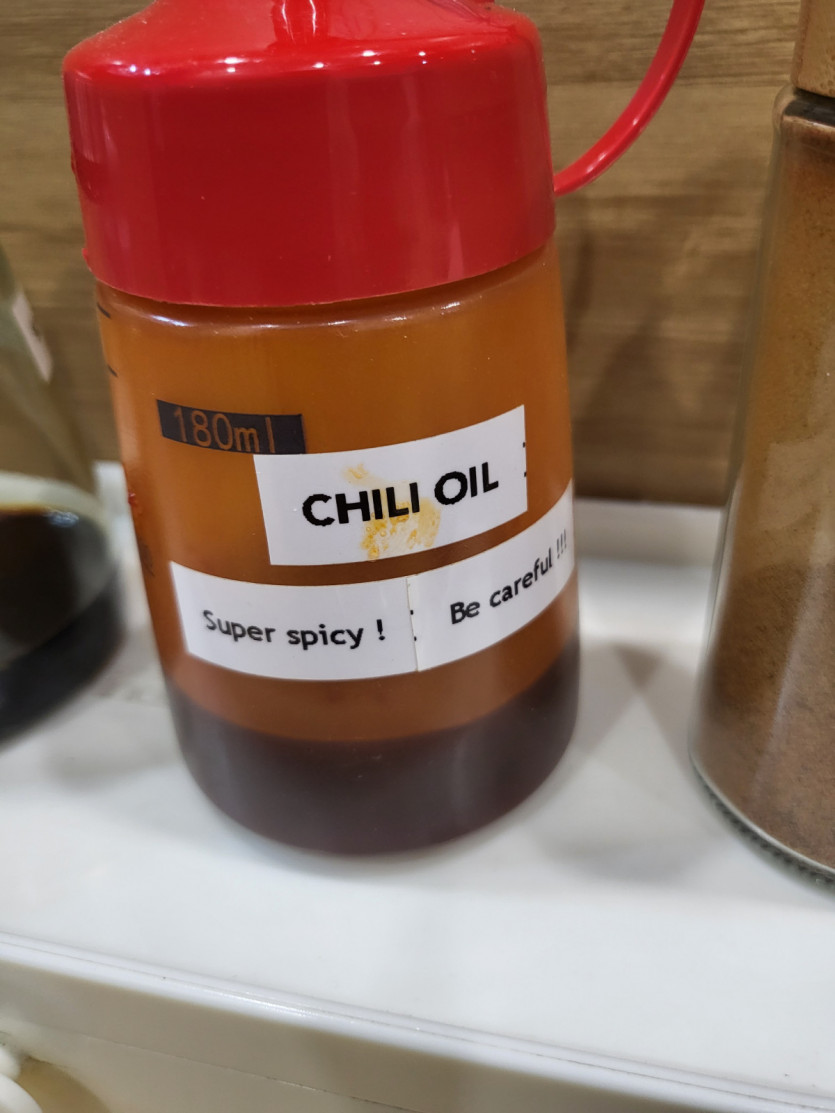 180ml
CHILI OIL
Super spicy !
Be careful !!!